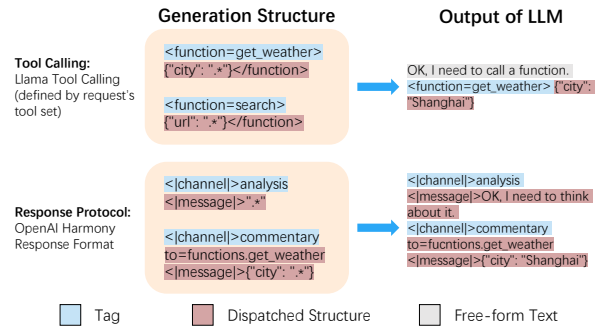 Generation Structure
Output of LLM
Tool Calling:
Llama Tool Calling
(defined by request's
tool set)
<function=get_weather>
{"city": ".*"}</function>
<function=search>
{"url": ".*"}</function>
OK, I need to call a function.
<function=get_weather> {"city":
"Shanghai"}
Response Protocol:
OpenAI Harmony
Response Format
<|channel|>analysis
<|message|>".*"
<|channel|>commentary
to=functions.get_weather
<|message|>{"city": ".*"}
<|channel|>analysis
<|message|>OK, I need to think
about it.
<|channel|>commentary
to=fucntions.get_weather
<|message|>{"city": "Shanghai"}
Tag
Dispatched Structure
Free-form Text